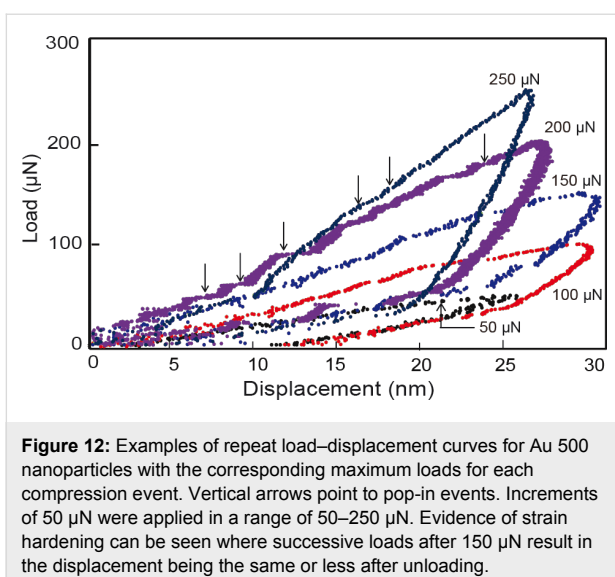 300
250 µN
200 µN
200
150 µN
Load (µN)
100
100 µN
50 µN
0
0 5 10 15 20 25 30
Displacement (nm)
Figure 12: Examples of repeat load–displacement curves for Au 500
nanoparticles with the corresponding maximum loads for each
compression event. Vertical arrows point to pop-in events. Increments
of 50 µN were applied in a range of 50–250 µN. Evidence of strain
hardening can be seen where successive loads after 150 µN result in
the displacement being the same or less after unloading.